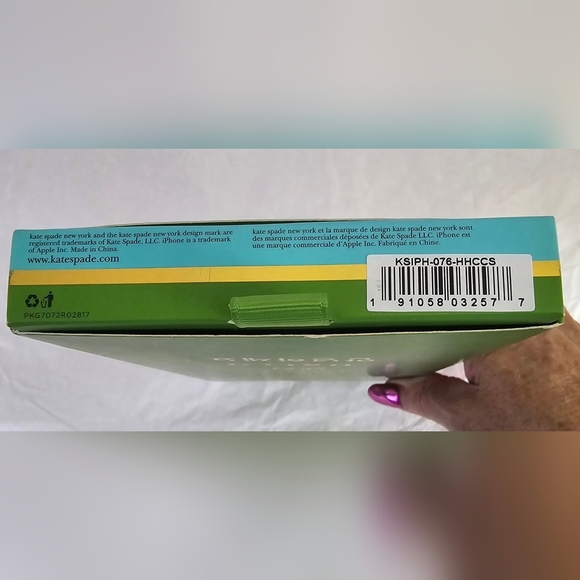 kate spade new york and the kate spade new york design mark are
registered trademarks of Kate Spade, LLC. iPhone is a trademark
of Apple Inc. Made in China.
www.katespade.com
kate spade new york et la marque de design kate spade new york sont
des marques commerciales déposées de Kate Spade LLC. iPhone est
une marque commerciale d'Apple Inc. Fabriqué en Chine.
KSIPH-076-HHCCS
1 91058 03257 7
PKG7072R02817